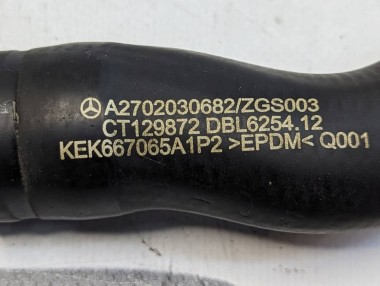 A2702030682/ZGS003
CT129872 DBL6254.12
KEK667065A1P2 >EPDM< Q001